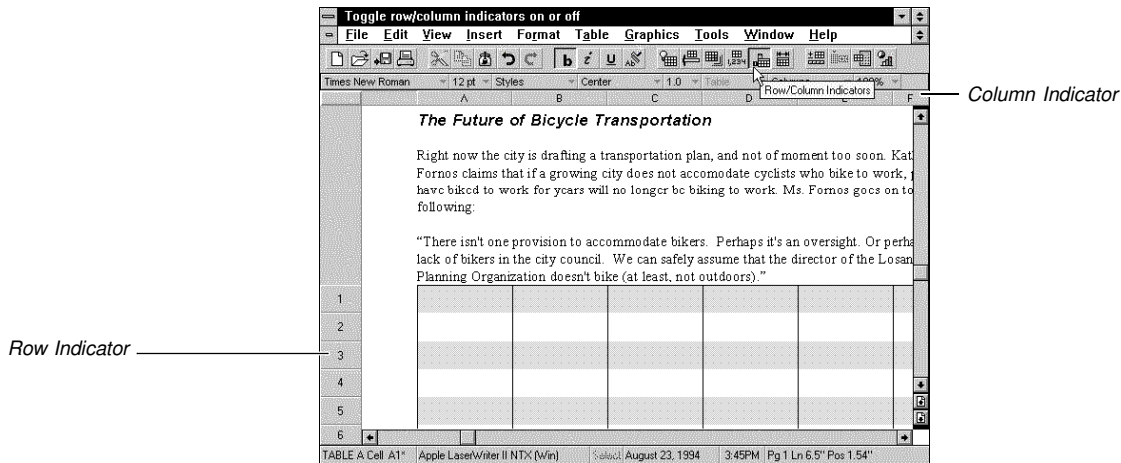 Toggle row/column indicators on or off
File Edit View Insert Format Table Graphics Tools Window Help
b i u
Times New Roman 12 pt Styles Center 1.0 Table 100%
Row/Column Indicators
A B C D F
Column Indicator
The Future of Bicycle Transportation
Right now the city is drafting a transportation plan, and not of moment too soon. Kat
Fornos claims that if a growing city does not accomodate cyclists who bike to work,
have biked to work for years will no longer be biking to work. Ms. Fornos goes on to
following:
“There isn't one provision to accommodate bikers. Perhaps it's an oversight. Or perha
lack of bikers in the city council. We can safely assume that the director of the Losan
Planning Organization doesn't bike (at least, not outdoors).”
1
2
Row Indicator
3
4
5
6
TABLE A Cell A1* Apple LaserWriter II NTX (Win) Select August 23, 1994 3:45PM Pg 1 Ln 6.5" Pos 1.54"